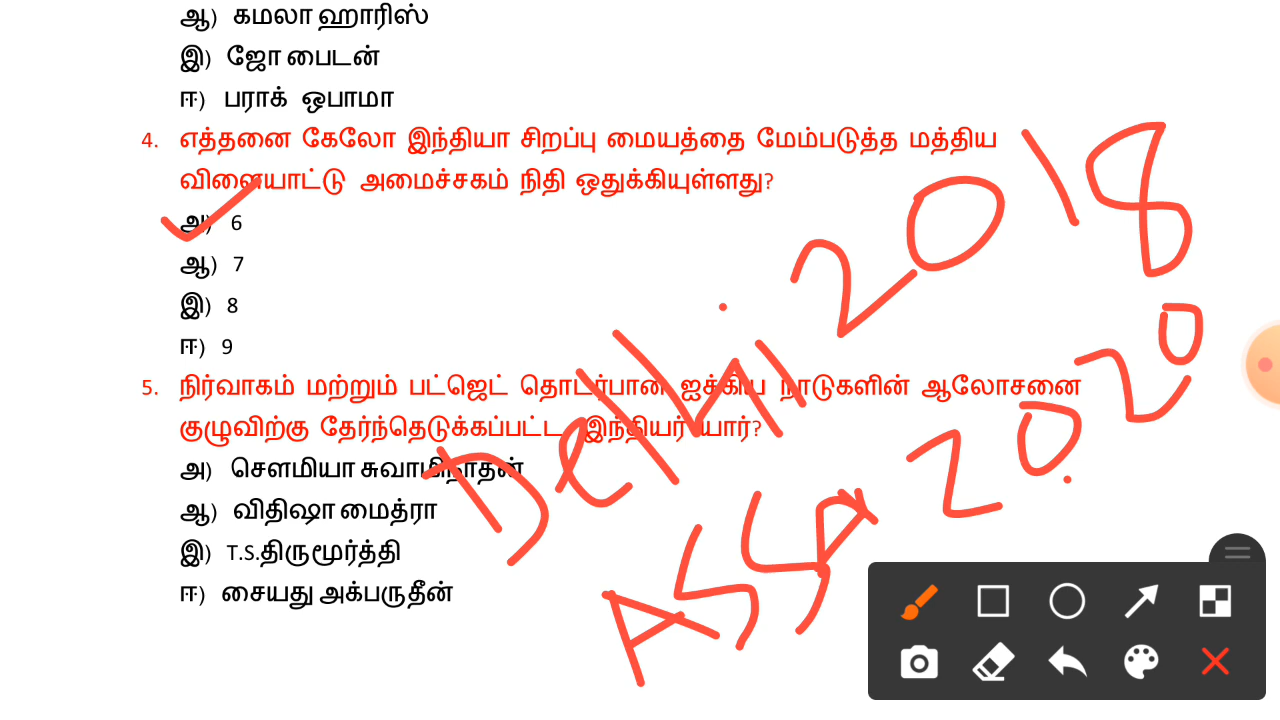 ஆ) கமலா ஹாரிஸ்
இ) ஜோ பைடன்
ஈ) பராக் ஒபாமா
4. எத்தனை கேலோ இந்தியா சிறப்பு மையத்தை மேம்படுத்த மத்திய
விளையாட்டு அமைச்சகம் நிதி ஒதுக்கியுள்ளது?
அ) 6
ஆ) 7
இ) 8
ஈ) 9
5. நிர்வாகம் மற்றும் பட்ஜெட் தொடர்பான ஐக்கிய நாடுகளின் ஆலோசனை
குழுவிற்கு தேர்ந்தெடுக்கப்பட்ட இந்தியர் யார்?
அ) சௌமியா சுவாமிநாதன்
ஆ) விதிஷா மைத்ரா
இ) T.S.திருமூர்த்தி
ஈ) சையது அக்பருதீன்
Delhi 2018
2020